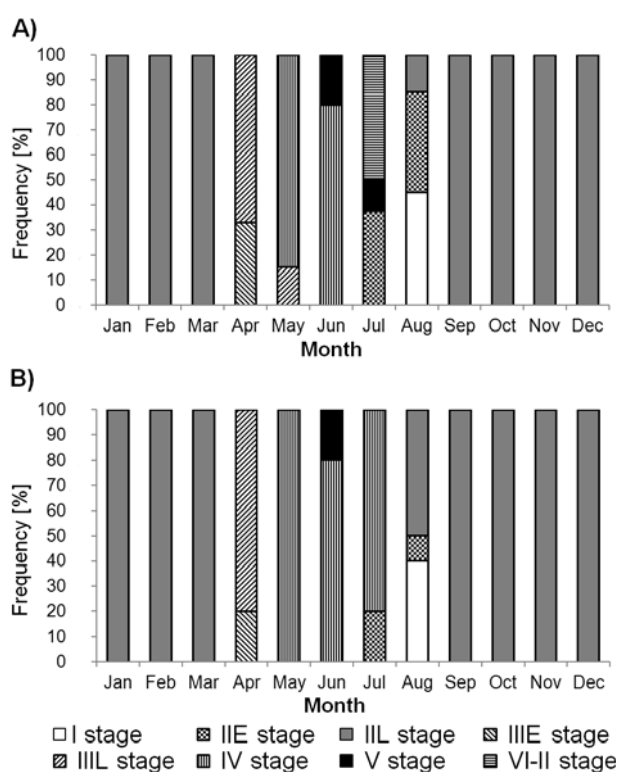 A)
Frequency [%]
100
90
80
70
60
50
40
30
20
10
0
Jan Feb Mar Apr May Jun Jul Aug Sep Oct Nov Dec
Month
B)
Frequency [%]
100
90
80
70
60
50
40
30
20
10
0
Jan Feb Mar Apr May Jun Jul Aug Sep Oct Nov Dec
Month
I stage IIE stage IIL stage IIIE stage
IIIL stage IV stage V stage VI-II stage